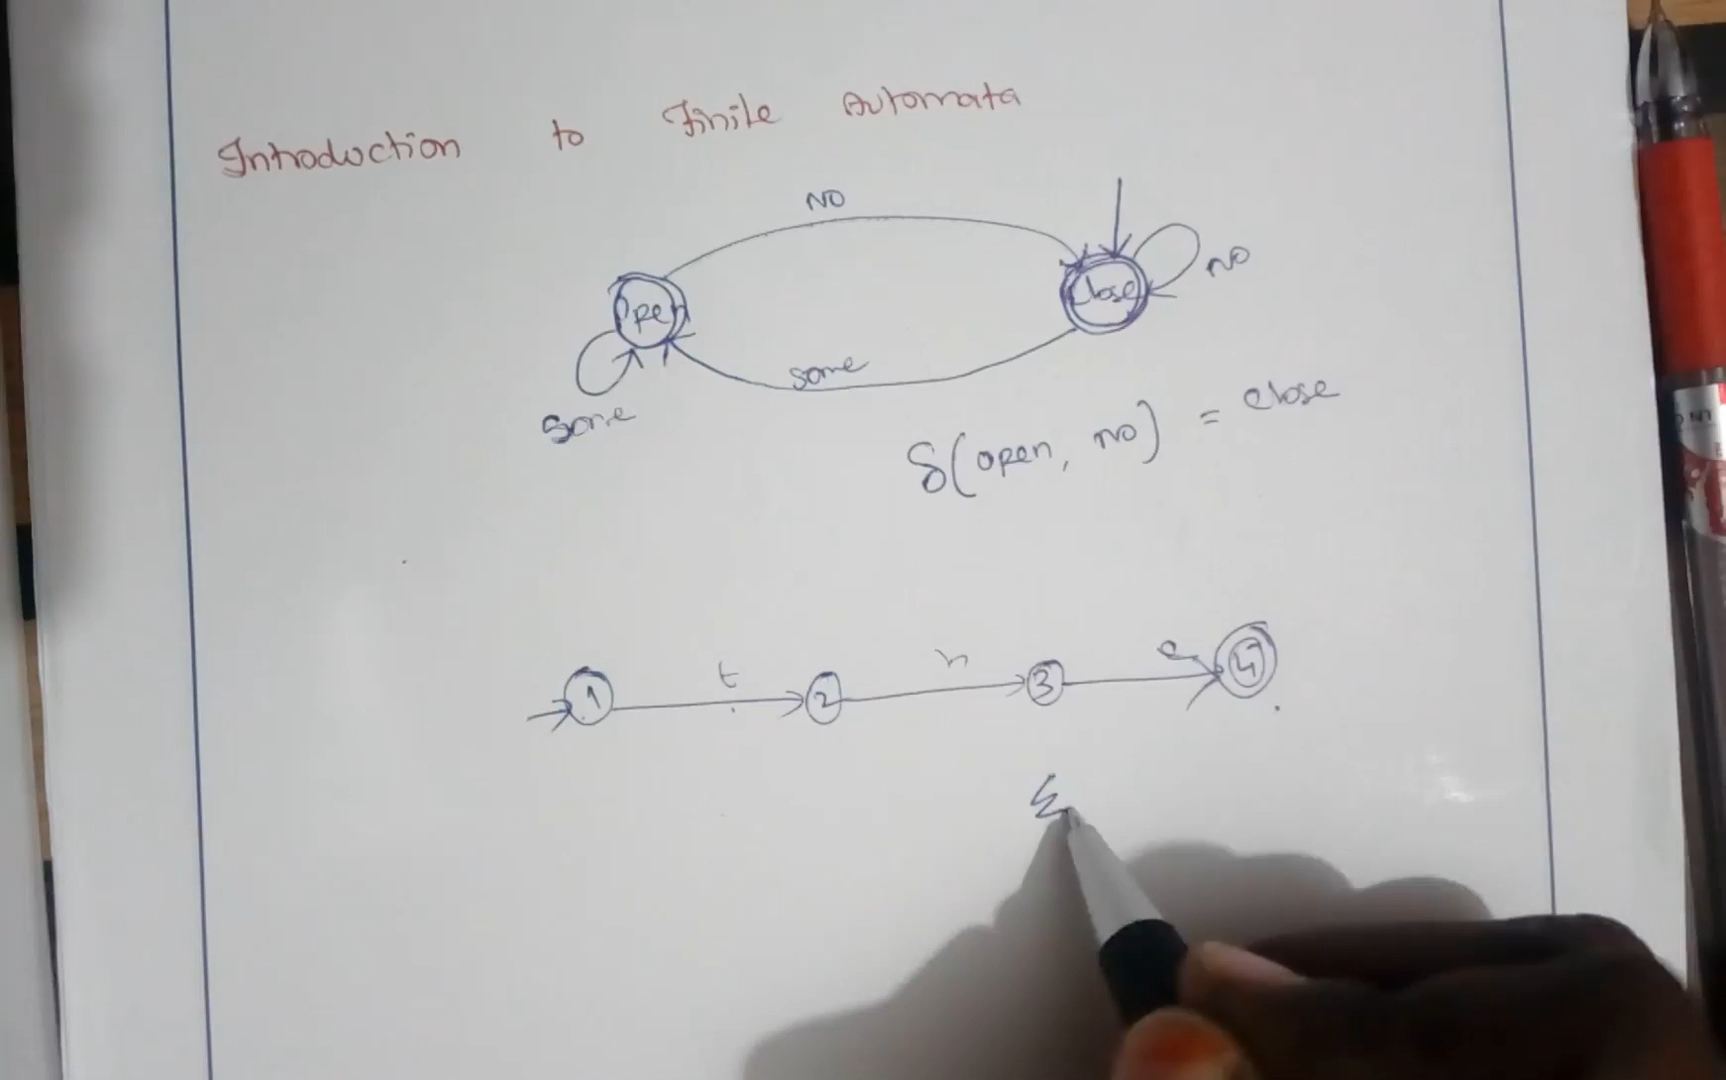 Introduction to Finite Automata
NO
Open
Close
NO
Some
Some
δ(open, no) = close
1 t 2 h 3 e 4
Σ